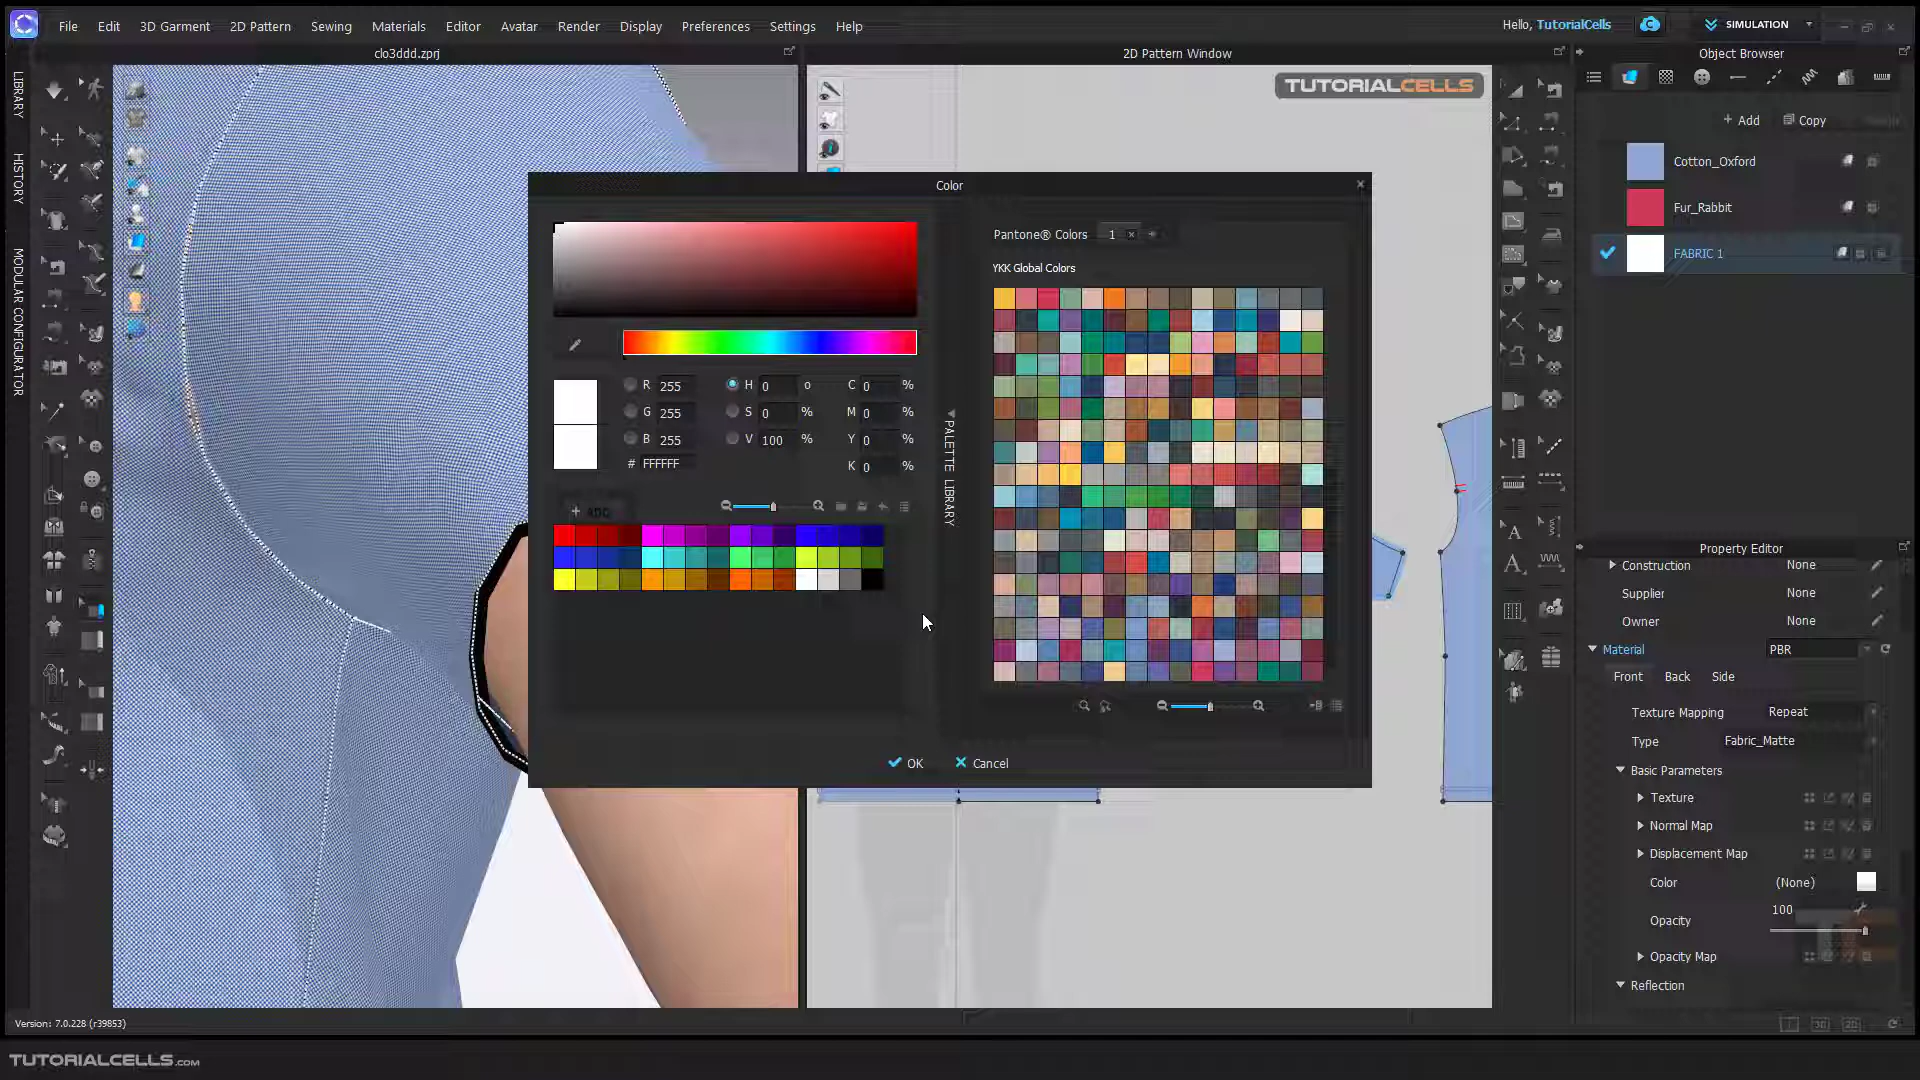 File Edit 3D Garment 2D Pattern Sewing Materials Editor Avatar Render Display Preferences Settings Help
Hello, TutorialCells
SIMULATION
clo3ddd.zprj
2D Pattern Window
Object Browser
TUTORIALCELLS
LIBRARY
HISTORY
MODULAR CONFIGURATOR
+ Add
Copy
Cotton_Oxford
Fur_Rabbit
FABRIC 1
Color
Pantone® Colors
1
YKK Global Colors
R 255 H 0 o C 0 %
G 255 S 0 % M 0 %
B 255 V 100 % Y 0 %
# FFFFFF K 0 %
+ ADD
PALETTE LIBRARY
OK
Cancel
Property Editor
Construction None
Supplier None
Owner None
Material PBR
Front Back Side
Texture Mapping Repeat
Type Fabric_Matte
Basic Parameters
Texture
Normal Map
Displacement Map
Color (None)
Opacity 100
Opacity Map
Reflection
Version: 7.0.228 (r39853)
TUTORIALCELLS.COM